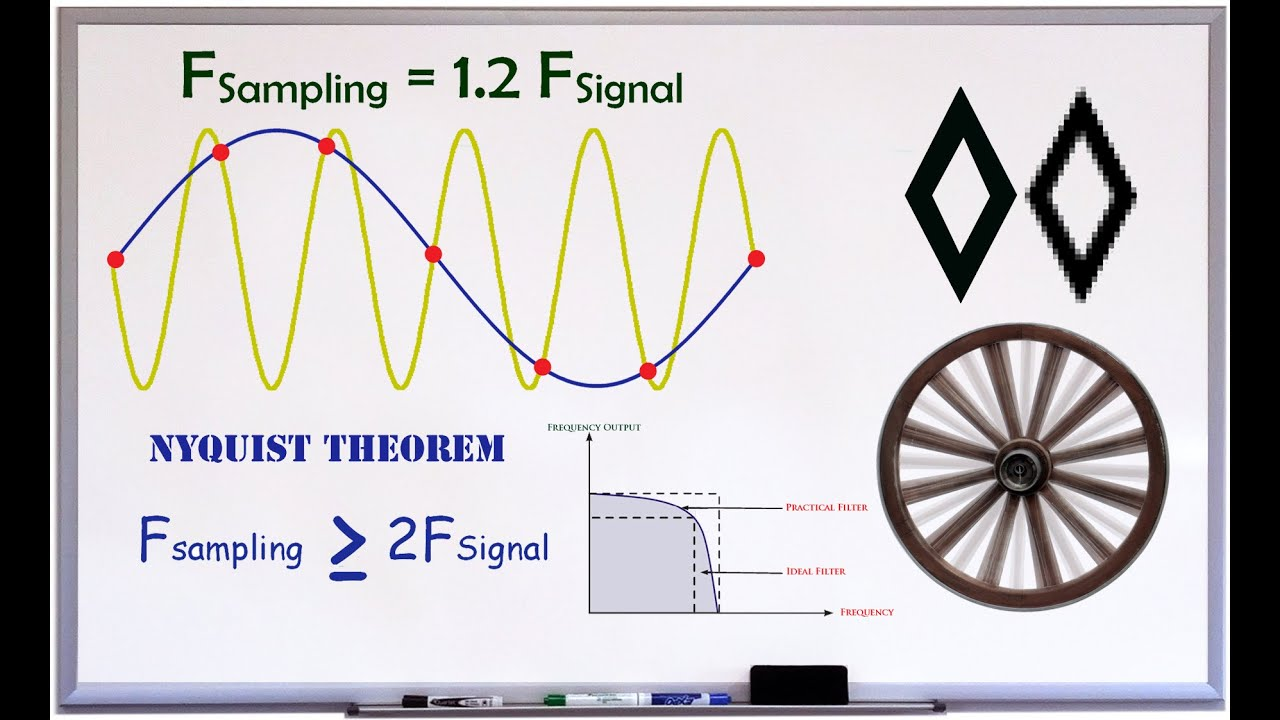 FSampling = 1.2 FSignal
NYQUIST THEOREM
Fsampling ≥ 2FSignal
FREQUENCY OUTPUT
PRACTICAL FILTER
IDEAL FILTER
FREQUENCY